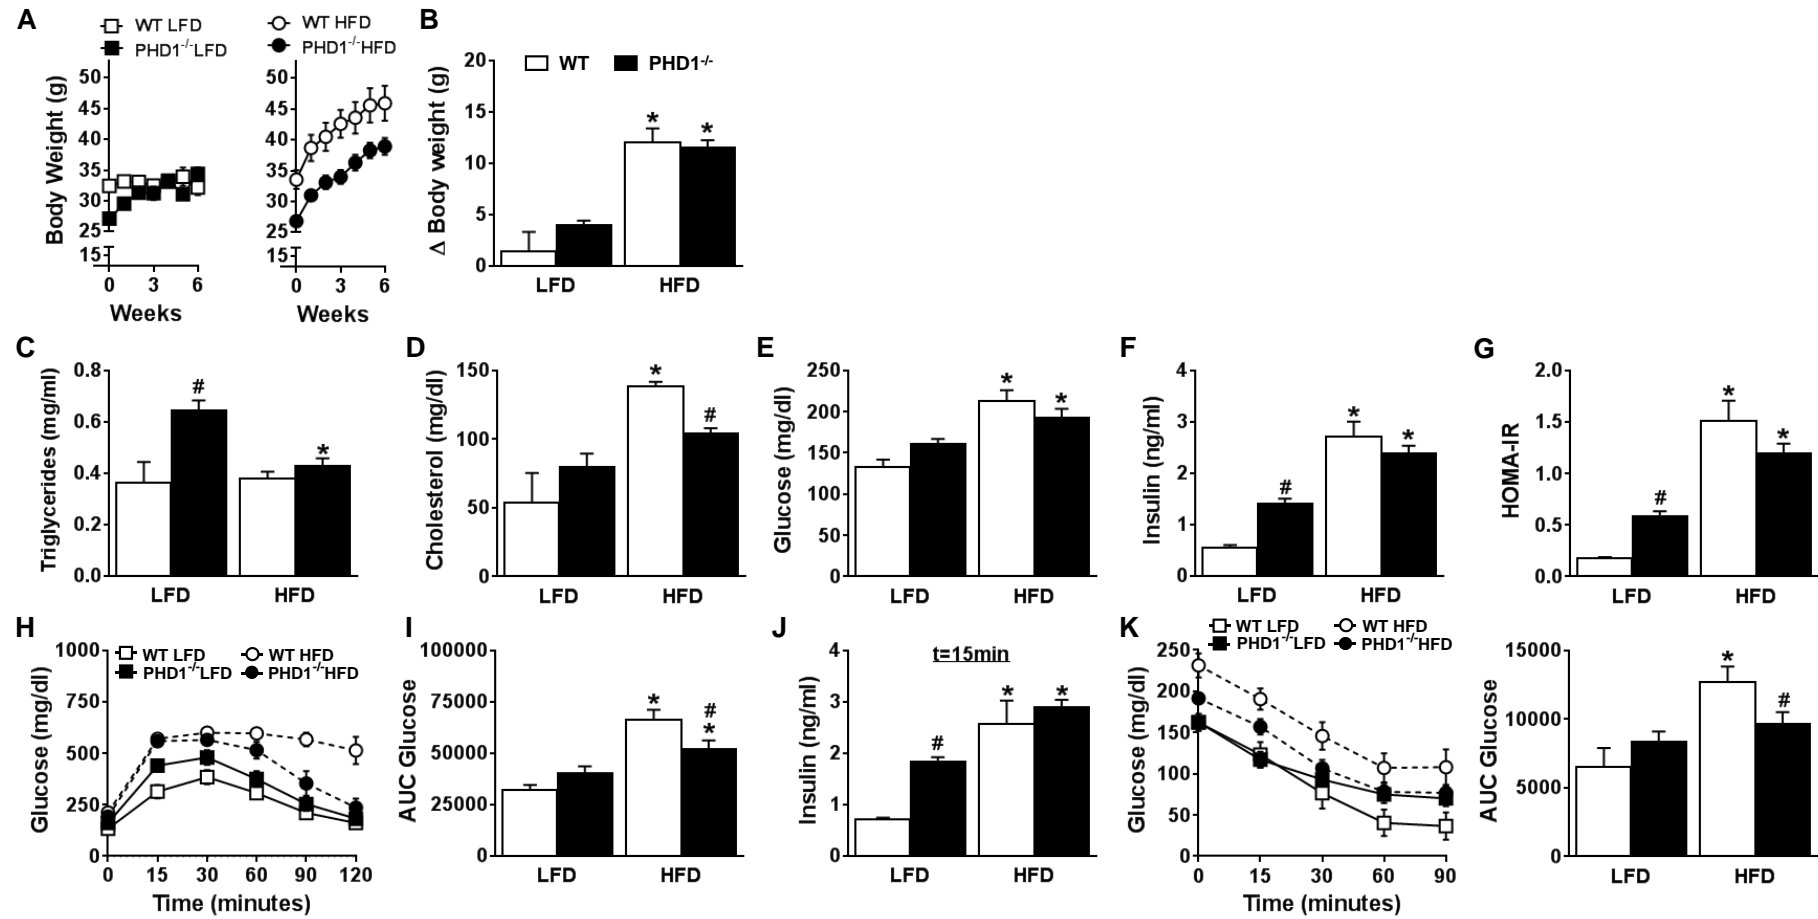 A
WT LFD
PHD1-/-LFD
WT HFD
PHD1-/-HFD
Body Weight (g)
50
45
40
35
30
25
15
0 3 6
Weeks
50
45
40
35
30
25
15
0 3 6
Weeks
B
WT PHD1-/-
Δ Body weight (g)
20
15
10
5
0
* *
LFD HFD
C
Triglycerides (mg/ml)
0.8
0.6
0.4
0.2
0.0
# *
LFD HFD
D
Cholesterol (mg/dl)
150
100
50
0
* #
LFD HFD
E
Glucose (mg/dl)
250
200
150
100
50
0
* *
LFD HFD
F
Insulin (ng/ml)
4
3
2
1
0
# * *
LFD HFD
G
HOMA-IR
2.0
1.5
1.0
0.5
0.0
# * *
LFD HFD
H
WT LFD WT HFD
PHD1-/-LFD PHD1-/-HFD
Glucose (mg/dl)
1000
750
500
250
0
0 15 30 60 90 120
Time (minutes)
I
AUC Glucose
100000
75000
50000
25000
0
* #
*
LFD HFD
J
t=15min
Insulin (ng/ml)
4
3
2
1
0
# * *
LFD HFD
K
WT LFD WT HFD
PHD1-/-LFD PHD1-/-HFD
Glucose (mg/dl)
250
200
150
100
50
0
0 15 30 60 90
Time (minutes)
AUC Glucose
15000
10000
5000
0
* #
LFD HFD